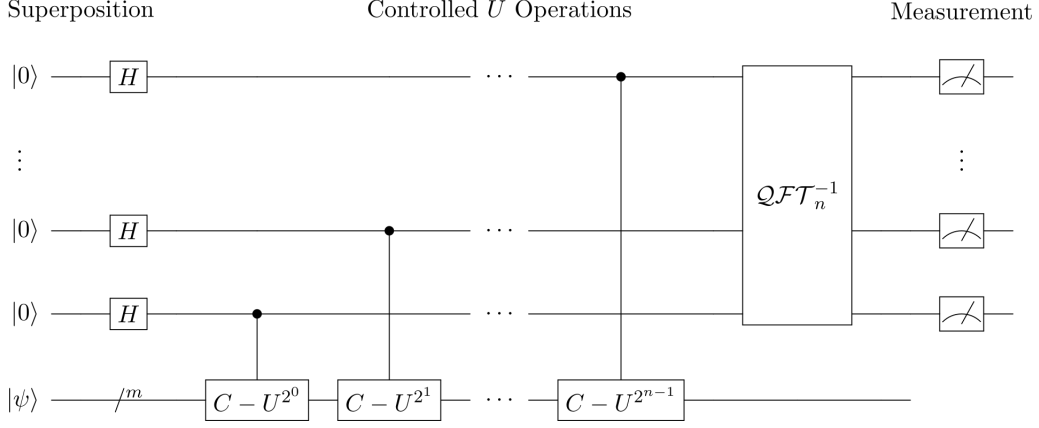 Superposition Controlled U Operations Measurement
|0⟩ H ···
⋮ ⋮
QFT_n^{-1}
|0⟩ H ···
|0⟩ H ···
|ψ⟩ m C − U^{2^0} C − U^{2^1} ··· C − U^{2^{n−1}}